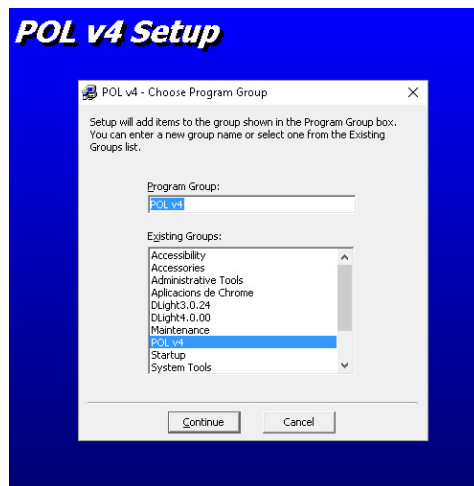 POL v4 Setup
POL v4 - Choose Program Group
Setup will add items to the group shown in the Program Group box.
You can enter a new group name or select one from the Existing
Groups list.
Program Group:
POL v4
Existing Groups:
Accessibility
Accessories
Administrative Tools
Aplicacions de Chrome
DLight3.0.24
DLight4.0.00
Maintenance
POL v4
Startup
System Tools
Continue Cancel